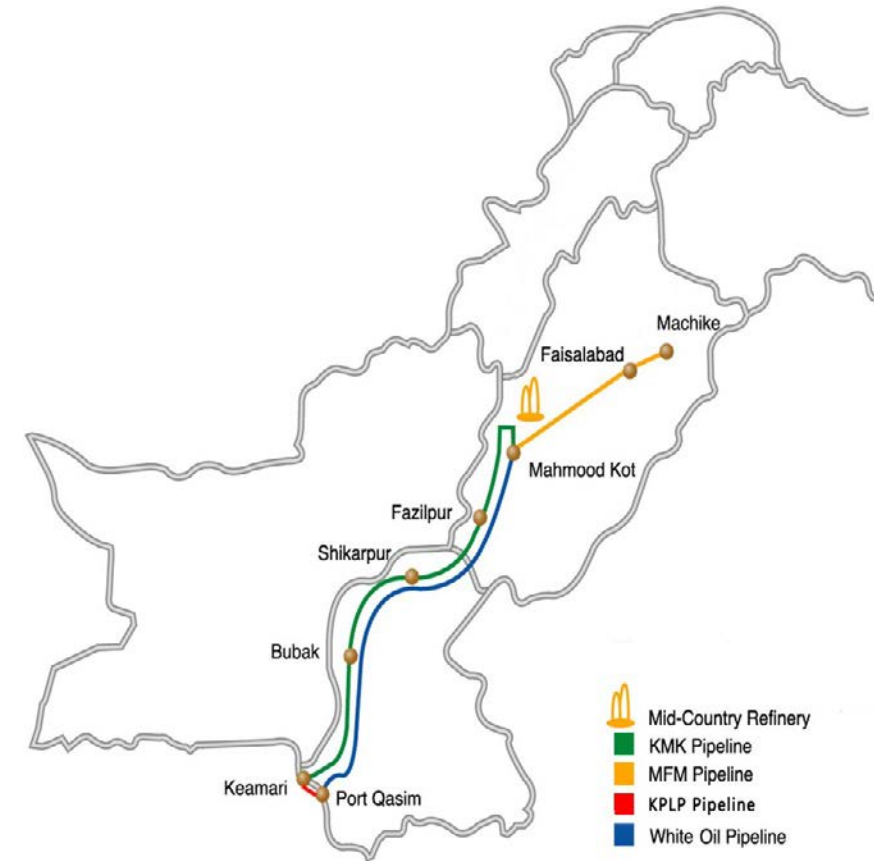 Machike
Faisalabad
Mahmood Kot
Fazilpur
Shikarpur
Bubak
Keamari
Port Qasim
Mid-Country Refinery
KMK Pipeline
MFM Pipeline
KPLP Pipeline
White Oil Pipeline